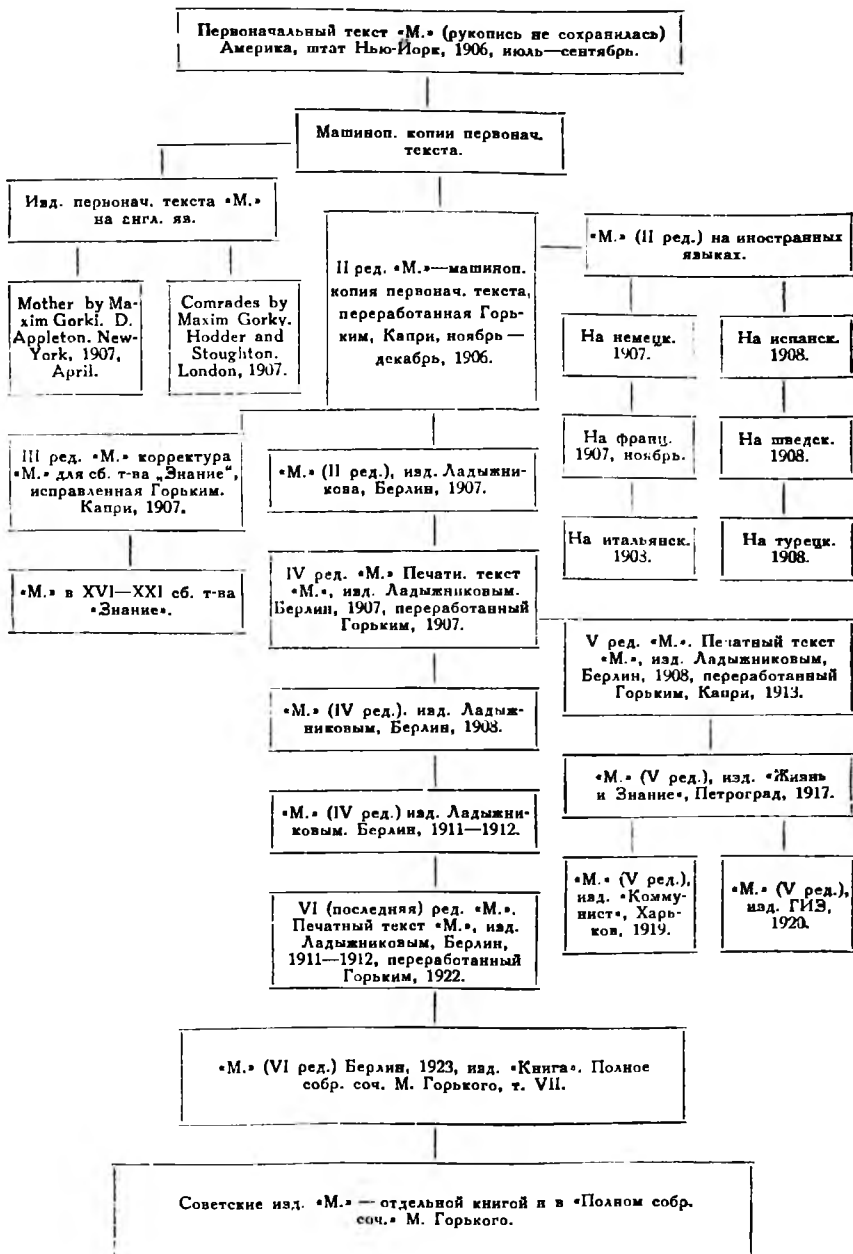 Первоначальный текст «М.» (рукопись не сохранилась)
Америка, штат Нью-Йорк, 1906, июль—сентябрь.
Машиноп. копии первонач.
текста.
Изд. первонач. текста «М.»
на англ. яз.
Mother by Ma-
xim Gorki. D.
Appleton. New-
York, 1907,
April.
Comrades by
Maxim Gorky.
Hodder and
Stoughton.
London, 1907.
II ред. «М.»—машиноп.
копия первонач. текста,
переработанная Горь-
ким, Капри, ноябрь —
декабрь, 1906.
«М.» (II ред.) на иностранных
языках.
На немецк.
1907.
На испанск.
1908.
На франц.
1907, ноябрь.
На шведск.
1908.
На итальянск.
1903.
На турецк.
1908.
III ред. «М.» корректура
«М.» для сб. т-ва „Знание“,
исправленная Горьким.
Капри, 1907.
«М.» в XVI—XXI сб. т-ва
«Знание».
«М.» (II ред.), изд. Ладыжни-
кова, Берлин, 1907.
IV ред. «М.» Печатн. текст
«М.», изд. Ладыжниковым.
Берлин, 1907, переработанный
Горьким, 1907.
«М.» (IV ред.). изд. Ладыж-
никовым, Берлин, 1908.
«М.» (IV ред.) изд. Ладыжни-
ковым. Берлин, 1911—1912.
VI (последняя) ред. «М.».
Печатный текст «М.», изд.
Ладыжниковым, Берлин,
1911—1912, переработанный
Горьким, 1922.
V ред. «М.». Печатный текст
«М.», изд. Ладыжниковым,
Берлин, 1908, переработанный
Горьким, Капри, 1913.
«М.» (V ред.), изд. «Жизнь
и Знание», Петроград, 1917.
«М.» (V ред.),
изд. «Комму-
нист», Харь-
ков, 1919.
«М.» (V ред.),
изд. ГИЗ,
1920.
«М.» (VI ред.) Берлин, 1923, изд. «Книга». Полное
собр. соч. М. Горького, т. VII.
Советские изд. «М.» — отдельной книгой и в «Полном собр.
соч.» М. Горького.